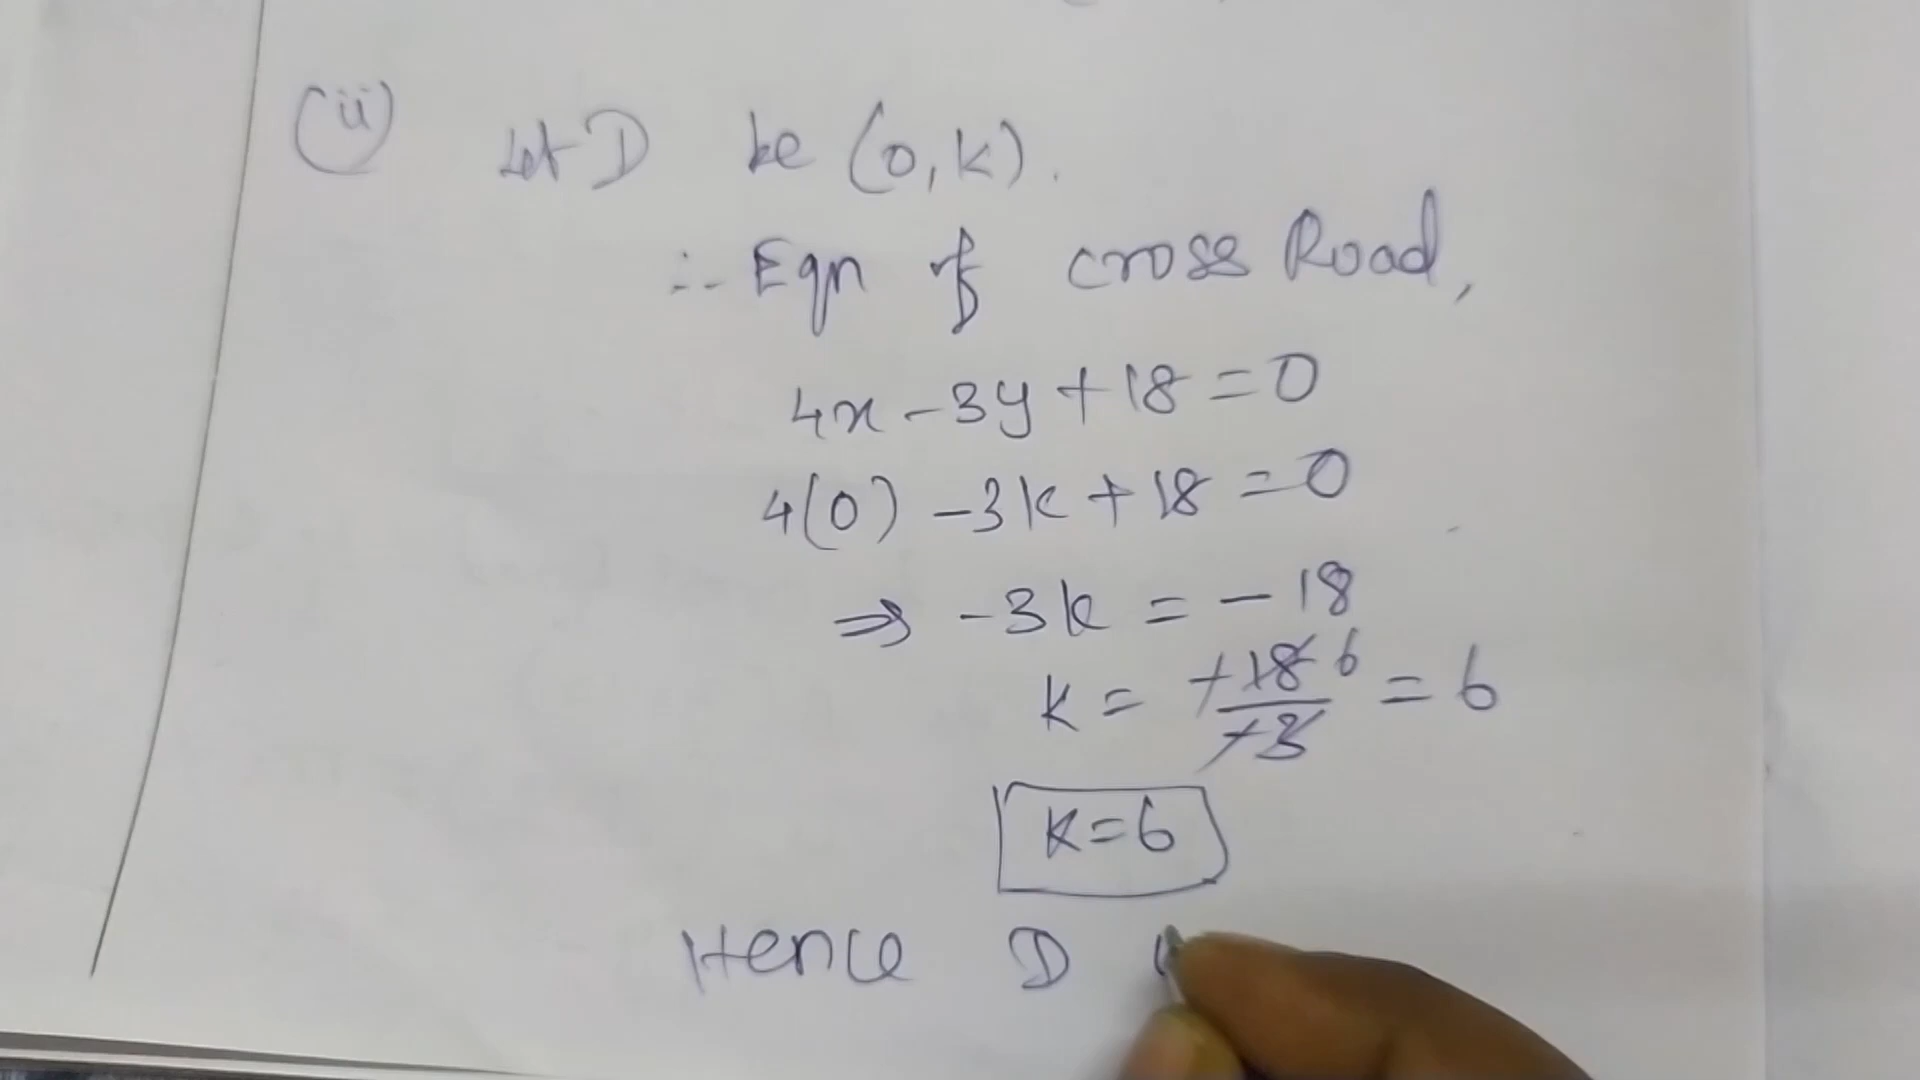 (ii) Let D be (0,k).
∴ Eqn of cross Road,
4x - 3y + 18 = 0
4(0) - 3k + 18 = 0
⇒ -3k = -18
k = -18/-3 6 = 6
k=6
Hence D